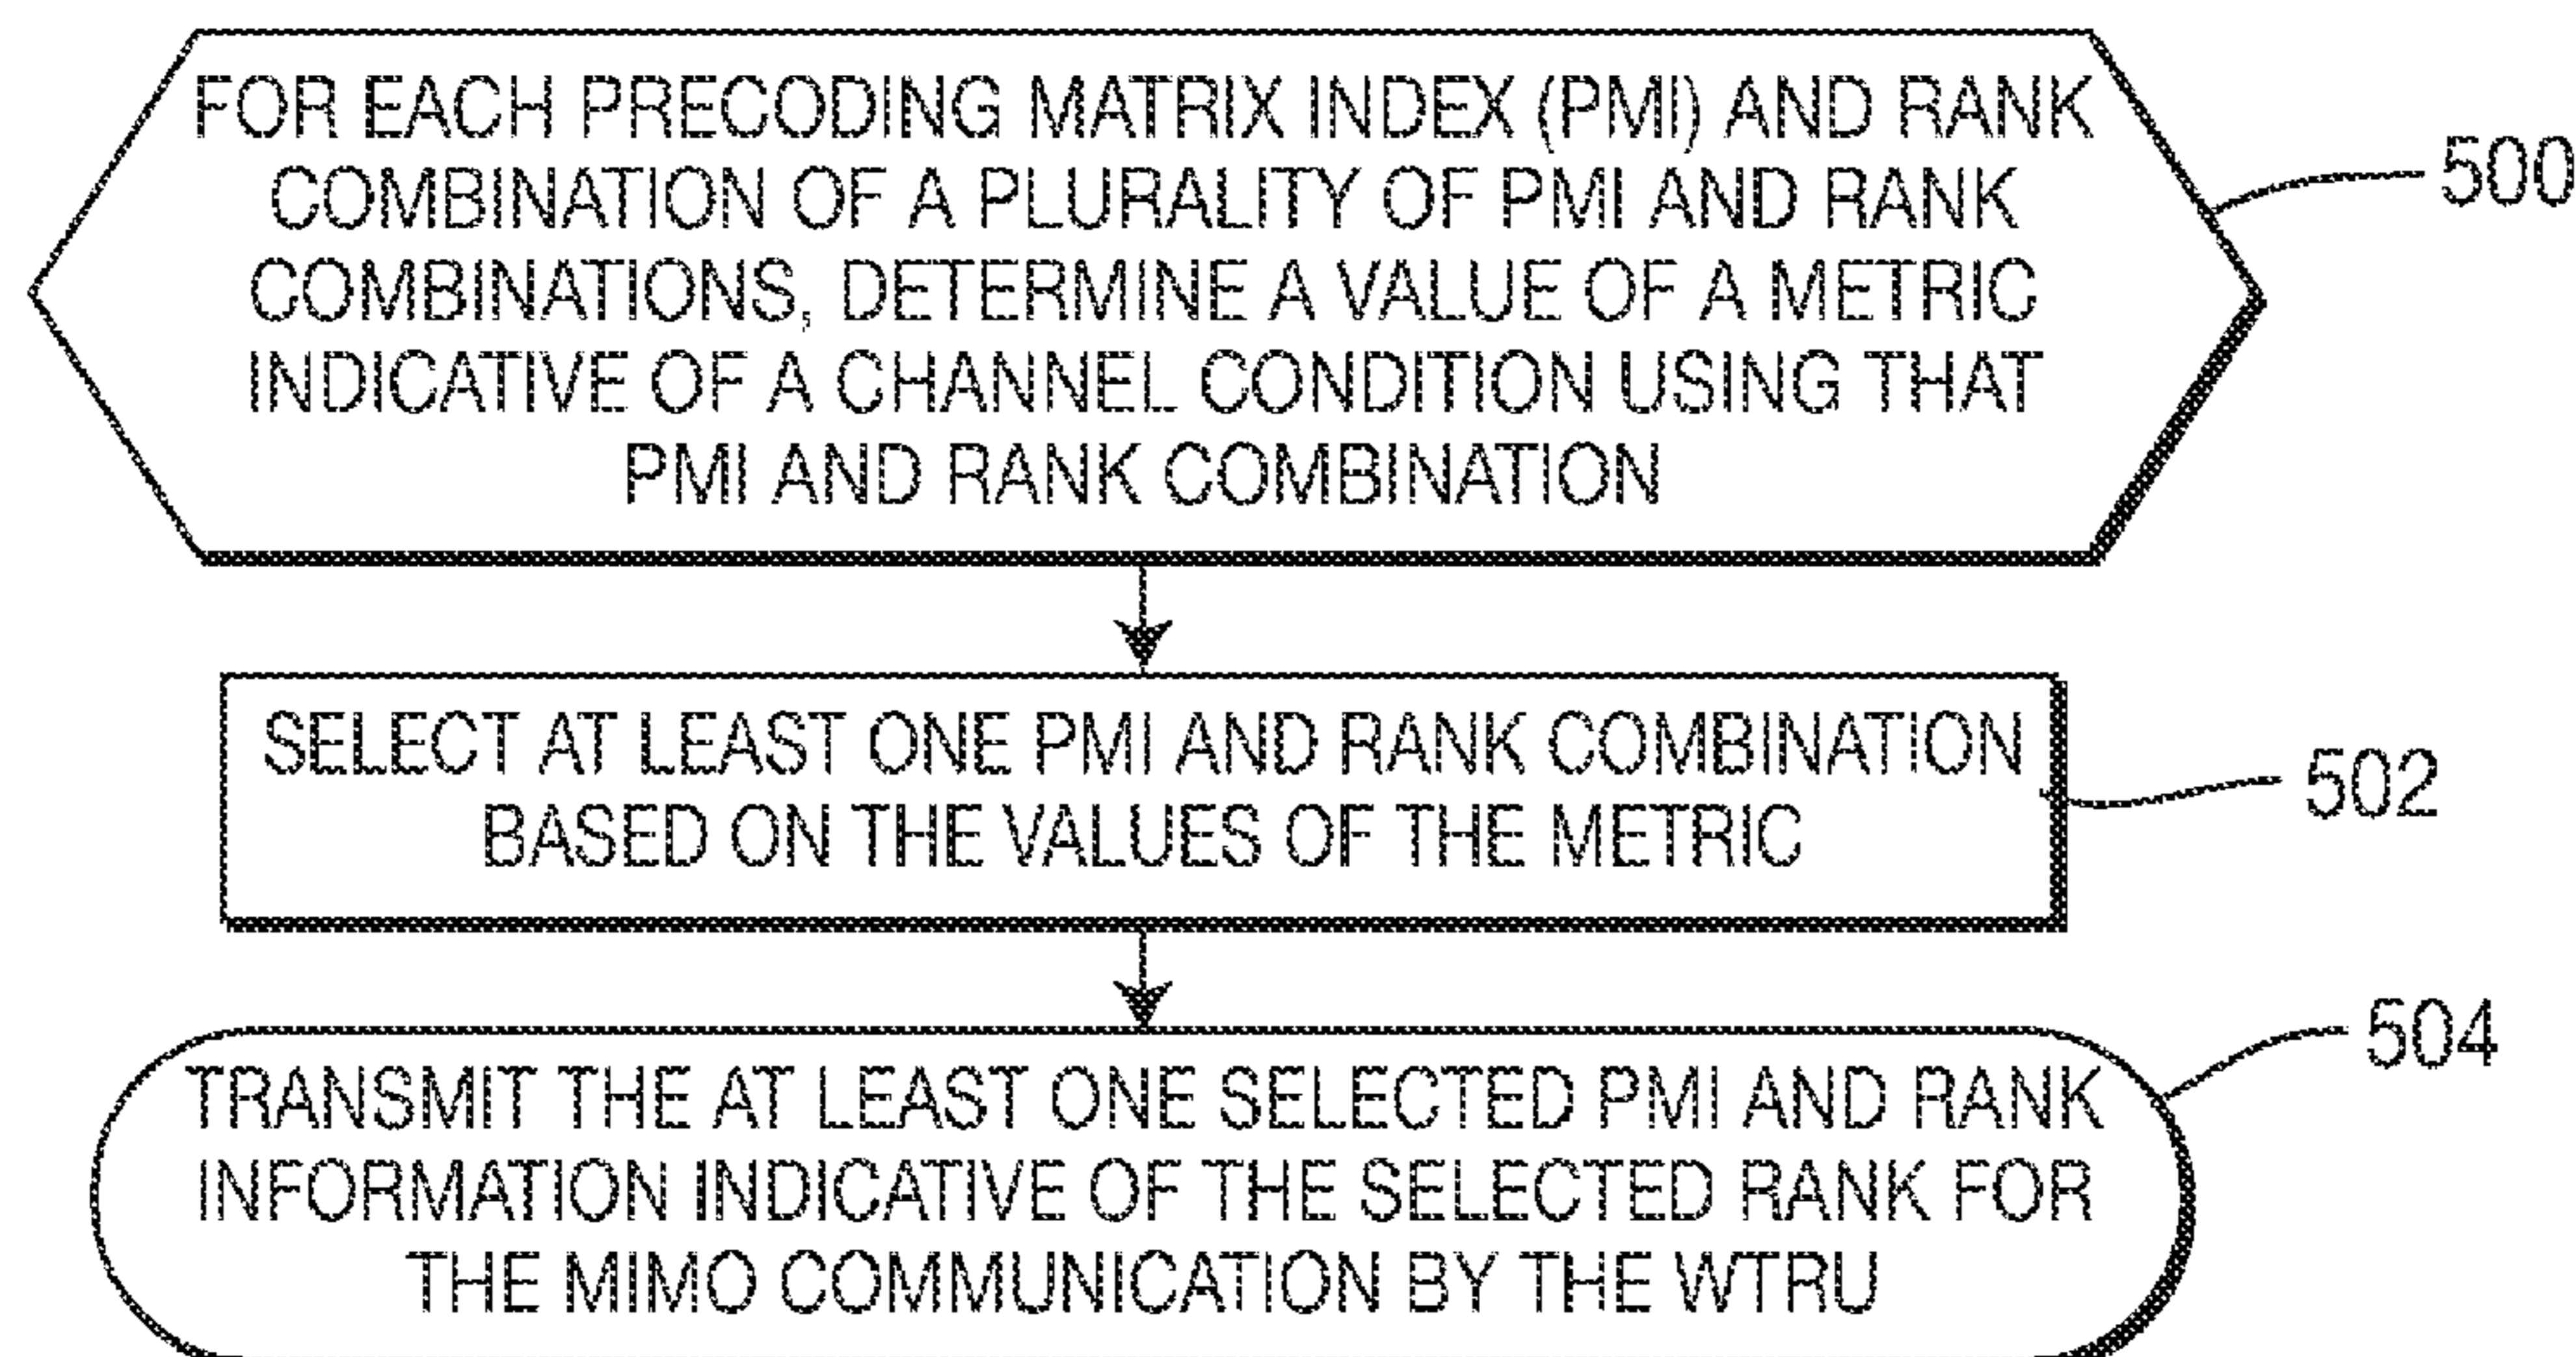 FOR EACH PRECODING MATRIX INDEX (PMI) AND RANK
COMBINATION OF A PLURALITY OF PMI AND RANK
COMBINATIONS, DETERMINE A VALUE OF A METRIC
INDICATIVE OF A CHANNEL CONDITION USING THAT
PMI AND RANK COMBINATION
500
SELECT AT LEAST ONE PMI AND RANK COMBINATION
BASED ON THE VALUES OF THE METRIC
502
TRANSMIT THE AT LEAST ONE SELECTED PMI AND RANK
INFORMATION INDICATIVE OF THE SELECTED RANK FOR
THE MIMO COMMUNICATION BY THE WTRU
504